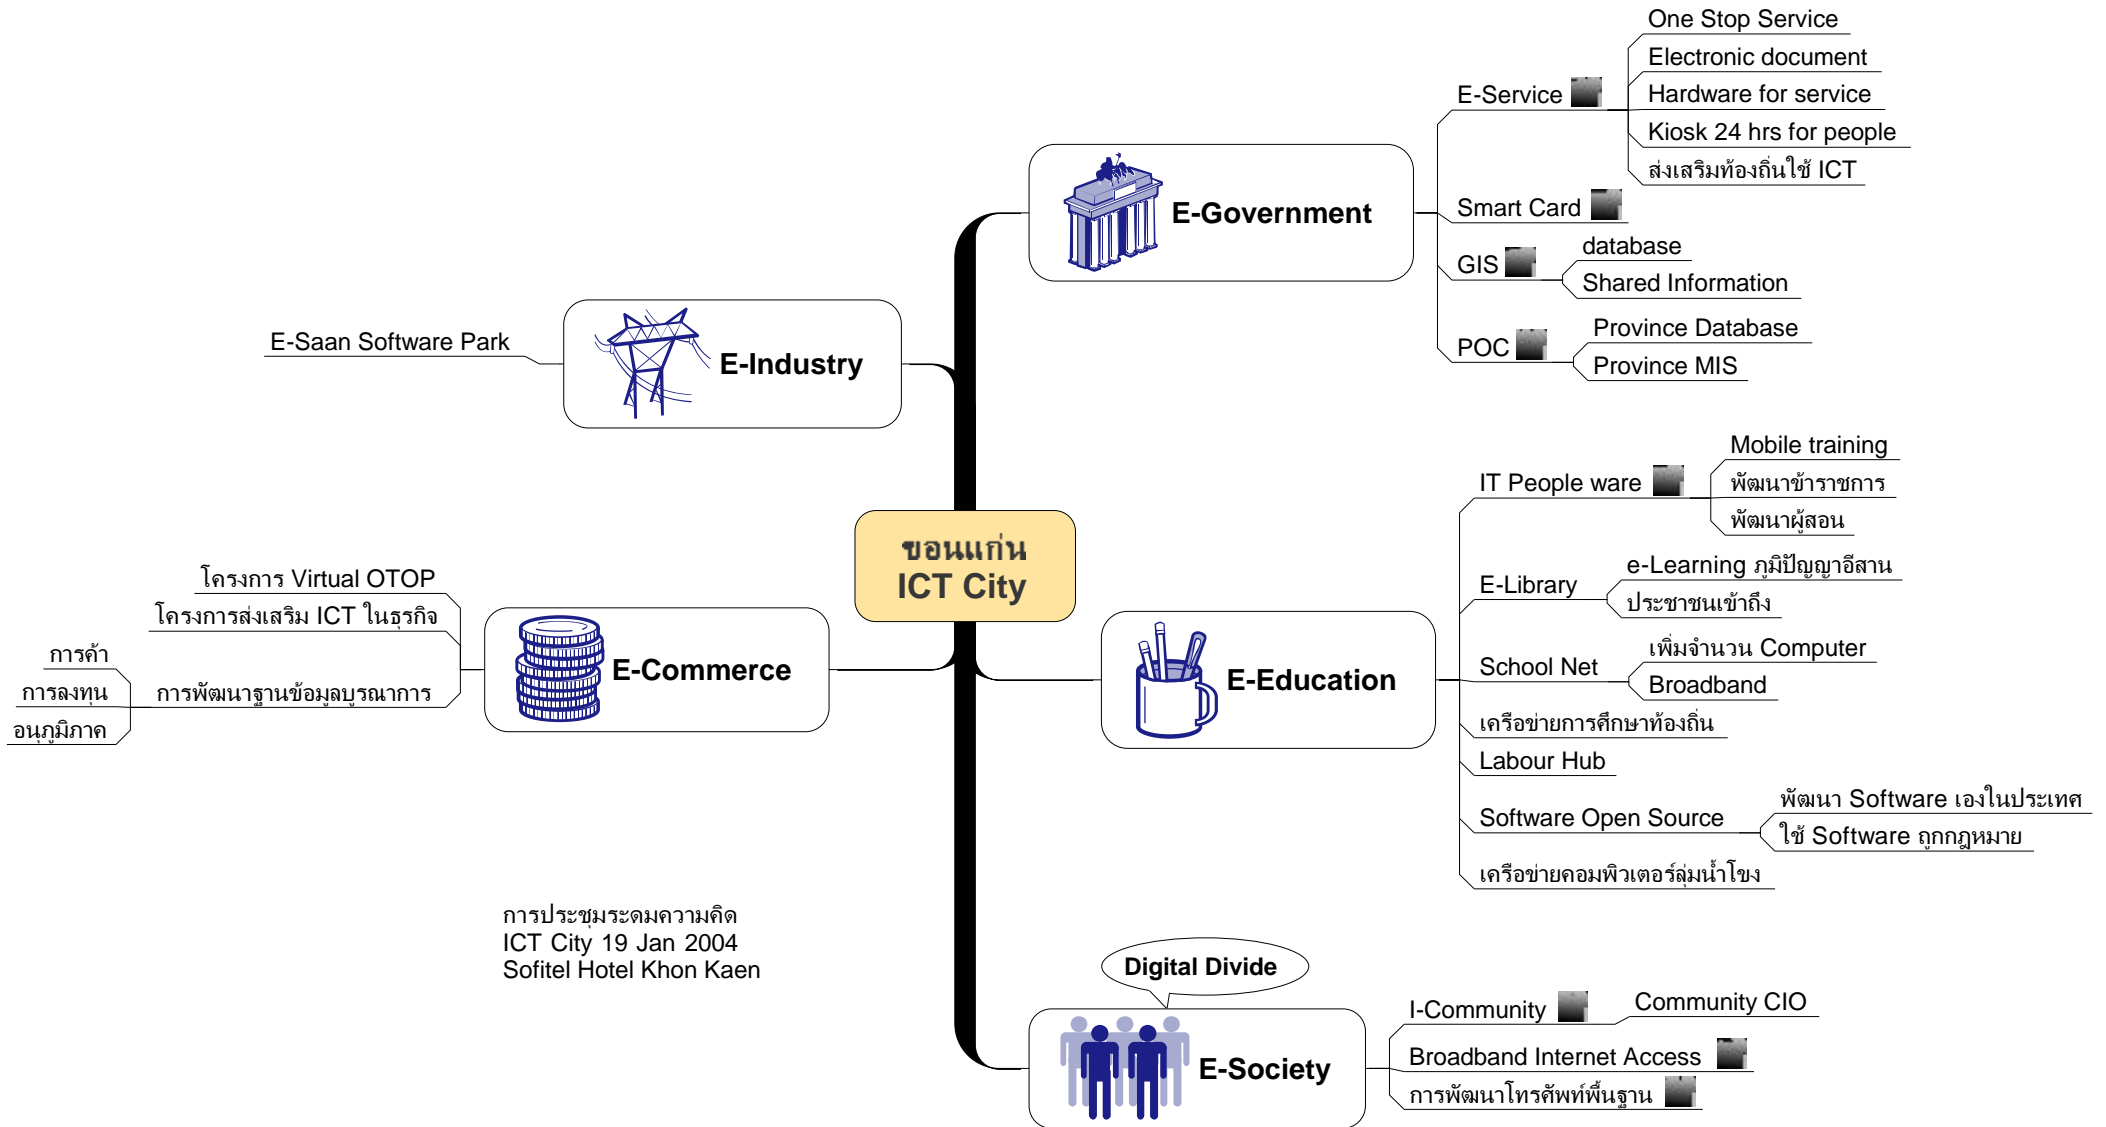 ขอนแก่น
ICT City
E-Government
E-Service
One Stop Service
Electronic document
Hardware for service
Kiosk 24 hrs for people
ส่งเสริมท้องถิ่นใช้ ICT
Smart Card
GIS
database
Shared Information
POC
Province Database
Province MIS
E-Education
IT People ware
Mobile training
พัฒนาข้าราชการ
พัฒนาผู้สอน
E-Library
e-Learning ภูมิปัญญาอีสาน
ประชาชนเข้าถึง
School Net
เพิ่มจำนวน Computer
Broadband
เครือข่ายการศึกษาท้องถิ่น
Labour Hub
Software Open Source
พัฒนา Software เองในประเทศ
ใช้ Software ถูกกฎหมาย
เครือข่ายคอมพิวเตอร์ลุ่มน้ำโขง
Digital Divide
E-Society
I-Community
Community CIO
Broadband Internet Access
การพัฒนาโทรศัพท์พื้นฐาน
E-Industry
E-Saan Software Park
E-Commerce
โครงการ Virtual OTOP
โครงการส่งเสริม ICT ในธุรกิจ
การพัฒนาฐานข้อมูลบูรณาการ
การค้า
การลงทุน
อนุภูมิภาค
การประชุมระดมความคิด
ICT City 19 Jan 2004
Sofitel Hotel Khon Kaen